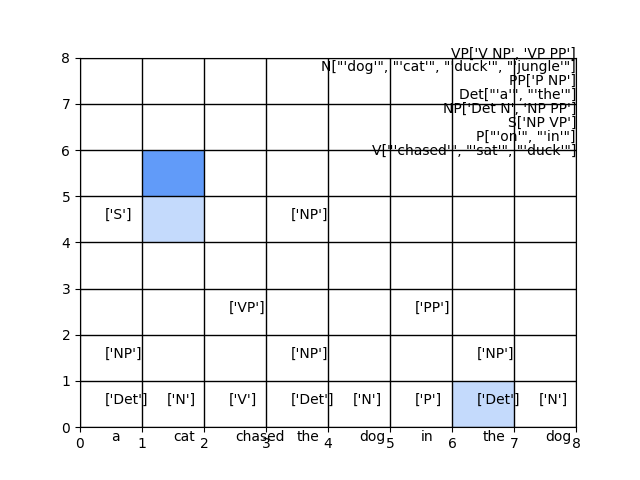 VP['V NP', 'VP PP']
8
N["'dog'", "'cat'", "'duck'", "'jungle'"]
PP['P NP']
Det["'a'", "'the'"]
7
NP['Det N', 'NP PP']
S['NP VP']
P["'on'", "'in'"]
6
V["'chased'", "'sat'", "'duck'"]
5
['S'] ['NP']
4
3
['VP'] ['PP']
2
['NP'] ['NP'] ['NP']
1
['Det'] ['N'] ['V'] ['Det'] ['N'] ['P'] ['Det'] ['N']
0
a cat chased the dog in the dog
0 1 2 3 4 5 6 7 8